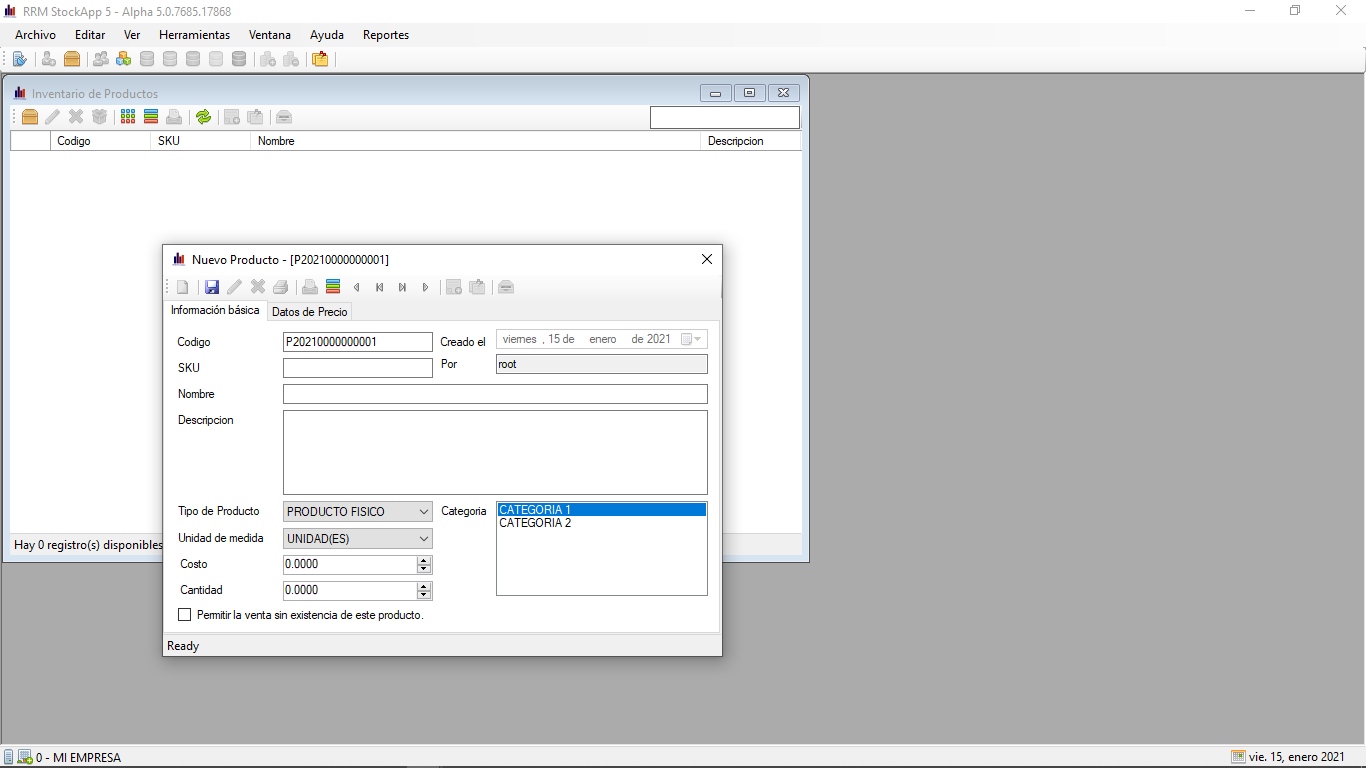 RRM StockApp 5 - Alpha 5.0.7685.17868
Archivo Editar Ver Herramientas Ventana Ayuda Reportes
Inventario de Productos
Codigo SKU Nombre Descripcion
Nuevo Producto - [P20210000000001]
Información básica Datos de Precio
Codigo P20210000000001 Creado el viernes , 15 de enero de 2021
SKU Por root
Nombre
Descripcion
Tipo de Producto PRODUCTO FISICO Categoria CATEGORIA 1
CATEGORIA 2
Unidad de medida UNIDAD(ES)
Costo 0.0000
Cantidad 0.0000
Permitir la venta sin existencia de este producto.
Hay 0 registro(s) disponibles
Ready
0 - MI EMPRESA vie. 15, enero 2021